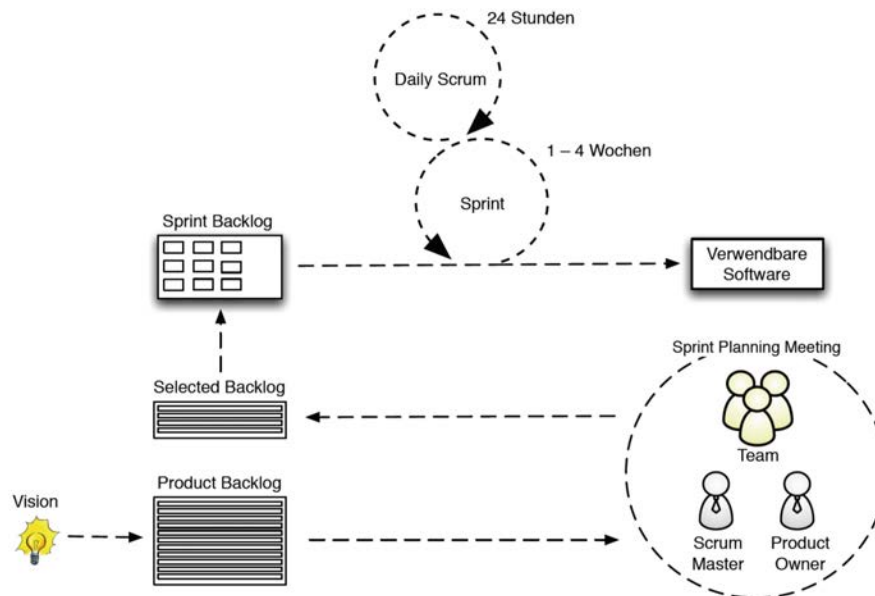 24 Stunden
Daily Scrum
1 – 4 Wochen
Sprint
Sprint Backlog
Verwendbare
Software
Sprint Planning Meeting
Selected Backlog
Team
Product Backlog
Vision
Scrum
Master
Product
Owner